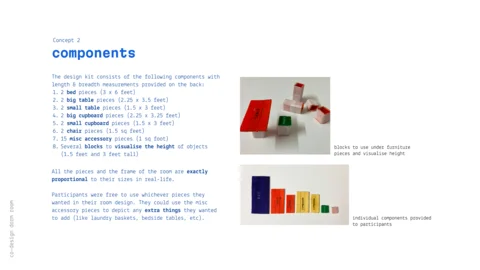 Concept 2
components
The design kit consists of the following components with
length & breadth measurements provided on the back:
1. 2 bed pieces (3 x 6 feet)
2. 2 big table pieces (2.25 x 3.5 feet)
3. 2 small table pieces (1.5 x 3 feet)
4. 2 big cupboard pieces (2.25 x 3.25 feet)
5. 2 small cupboard pieces (1.5 x 3 feet)
6. 2 chair pieces (1.5 sq feet)
7. 15 misc accessory pieces (1 sq feet)
8. Several blocks to visualise the height of objects
(1.5 feet and 3 feet tall)
All the pieces and the frame of the room are exactly
proportional to their sizes in real-life.
Participants were free to use whichever pieces they
wanted in their room design. They could use the misc
accessory pieces to depict any extra things they wanted
to add (like laundry baskets, bedside tables, etc).
blocks to use under furniture
pieces and visualise height
Individual components provided
to participants
co-design dorm room